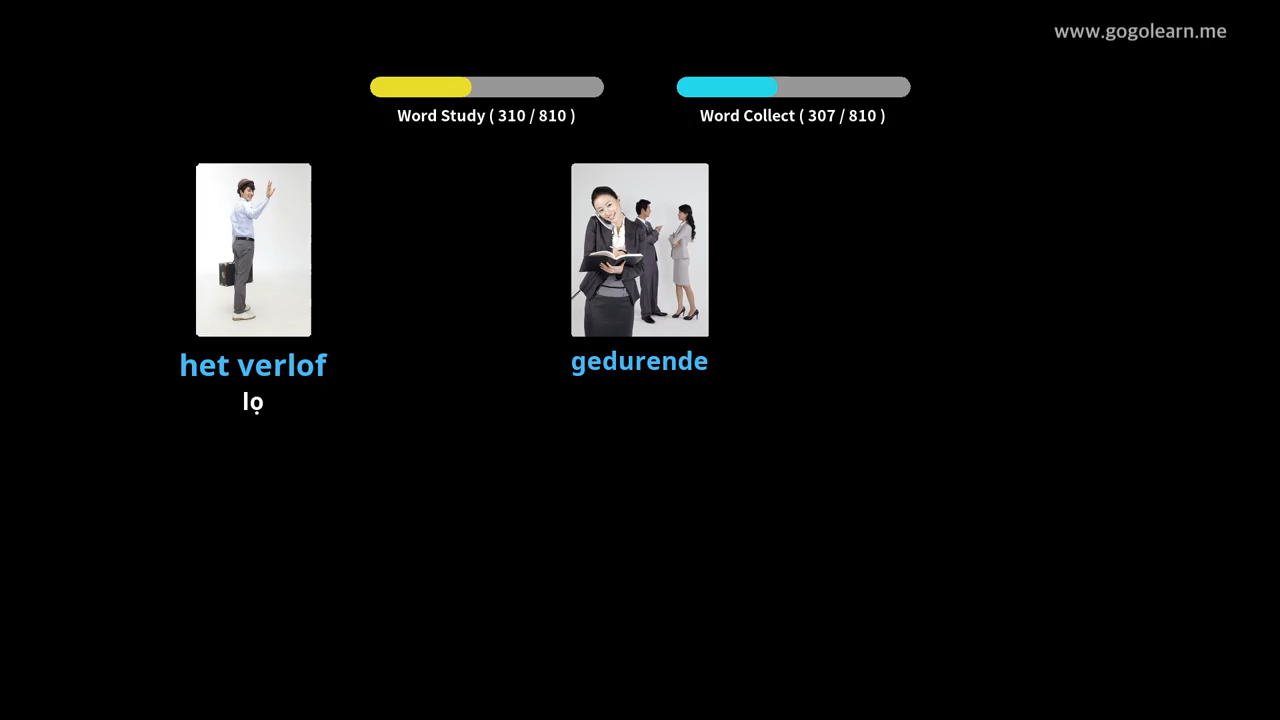 www.gogolearn.me
Word Study ( 310 / 810 )
Word Collect ( 307 / 810 )
het verlof
lọ
gedurende